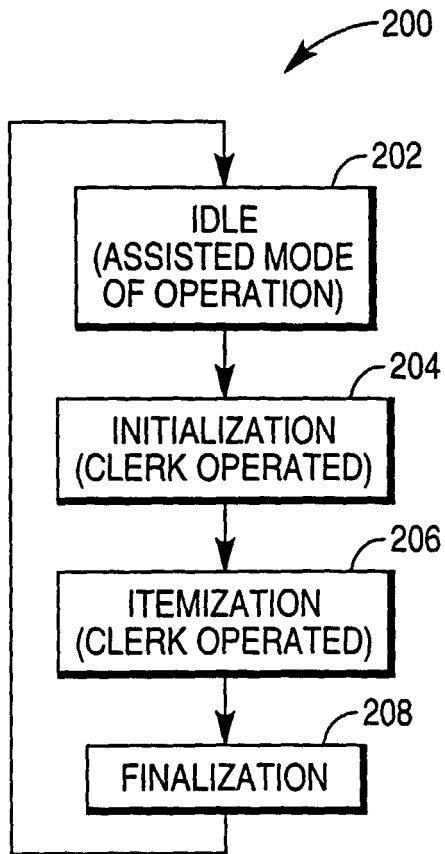 200
202
IDLE
(ASSISTED MODE
OF OPERATION)
204
INITIALIZATION
(CLERK OPERATED)
206
ITEMIZATION
(CLERK OPERATED)
208
FINALIZATION